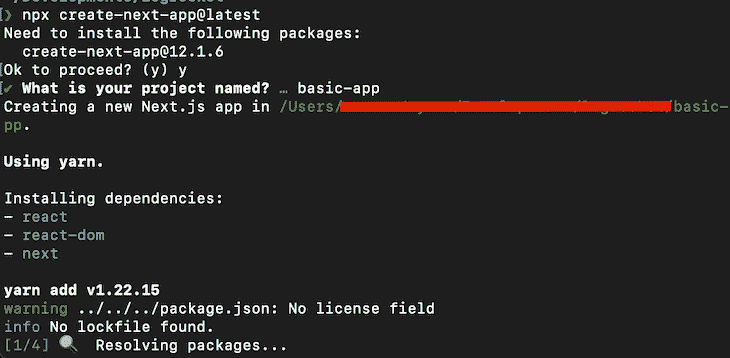 ❯ npx create-next-app@latest
Need to install the following packages:
create-next-app@12.1.6
Ok to proceed? (y) y
✔ What is your project named? … basic-app
Creating a new Next.js app in /Users/ /basic-
pp.
Using yarn.
Installing dependencies:
- react
- react-dom
- next
yarn add v1.22.15
warning ../../../package.json: No license field
info No lockfile found.
[1/4] 🔍 Resolving packages...